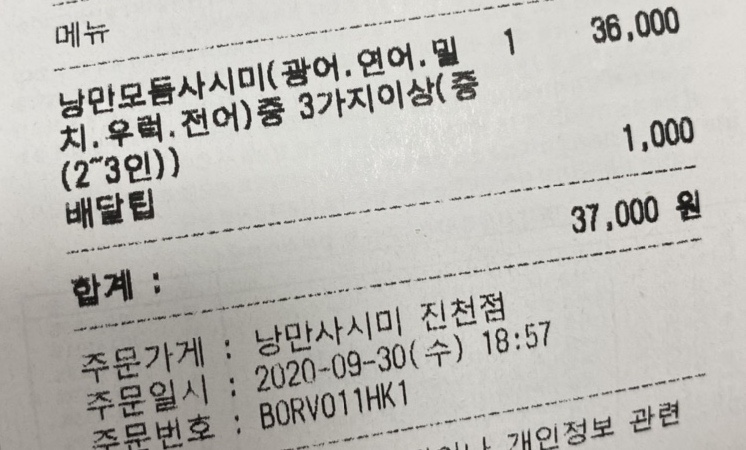 메뉴
낭만모듬사시미(광어.연어.밀 1 36,000
치.우럭.전어)중 3가지이상(중
(2~3인))
배달팁 1,000
합계 : 37,000 원
주문가게 : 낭만사시미 진천점
주문일시 : 2020-09-30(수) 18:57
주문번호 : B0RV011HK1
개인정보 관련